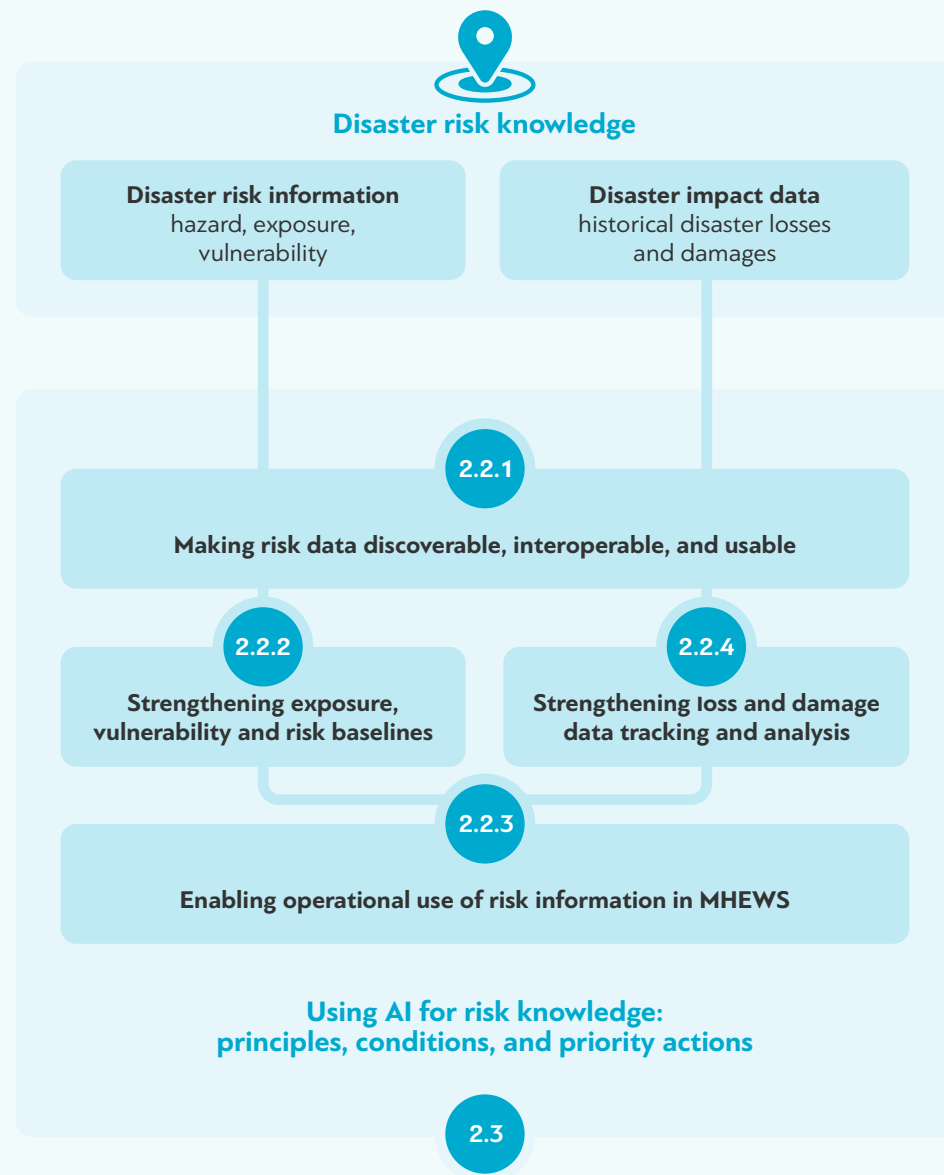 Disaster risk knowledge
Disaster risk information
hazard, exposure,
vulnerability
Disaster impact data
historical disaster losses
and damages
2.2.1
Making risk data discoverable, interoperable, and usable
2.2.2
Strengthening exposure,
vulnerability and risk baselines
2.2.4
Strengthening loss and damage
data tracking and analysis
2.2.3
Enabling operational use of risk information in MHEWS
Using AI for risk knowledge:
principles, conditions, and priority actions
2.3